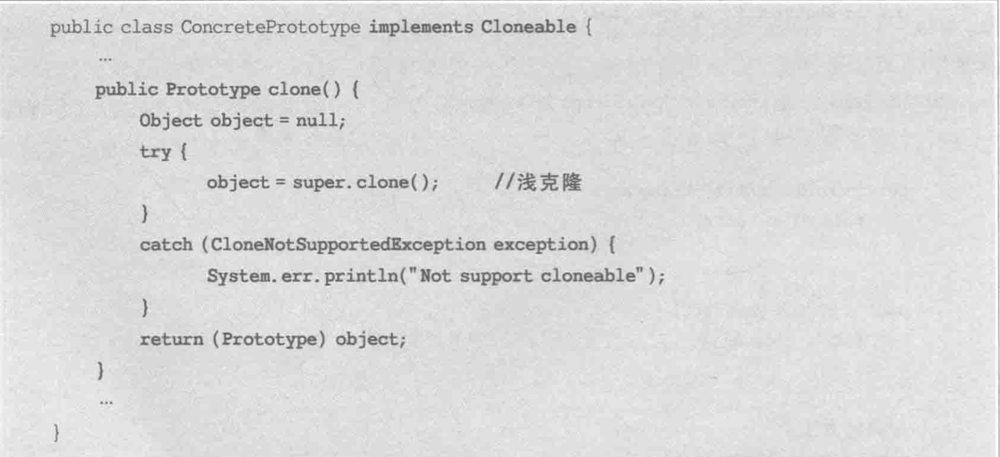 public class ConcretePrototype implements Cloneable {
…
public Prototype clone() {
Object object = null;
try {
object = super.clone(); //浅克隆
}
catch (CloneNotSupportedException exception) {
System.err.println("Not support cloneable");
}
return (Prototype) object;
}
…
}